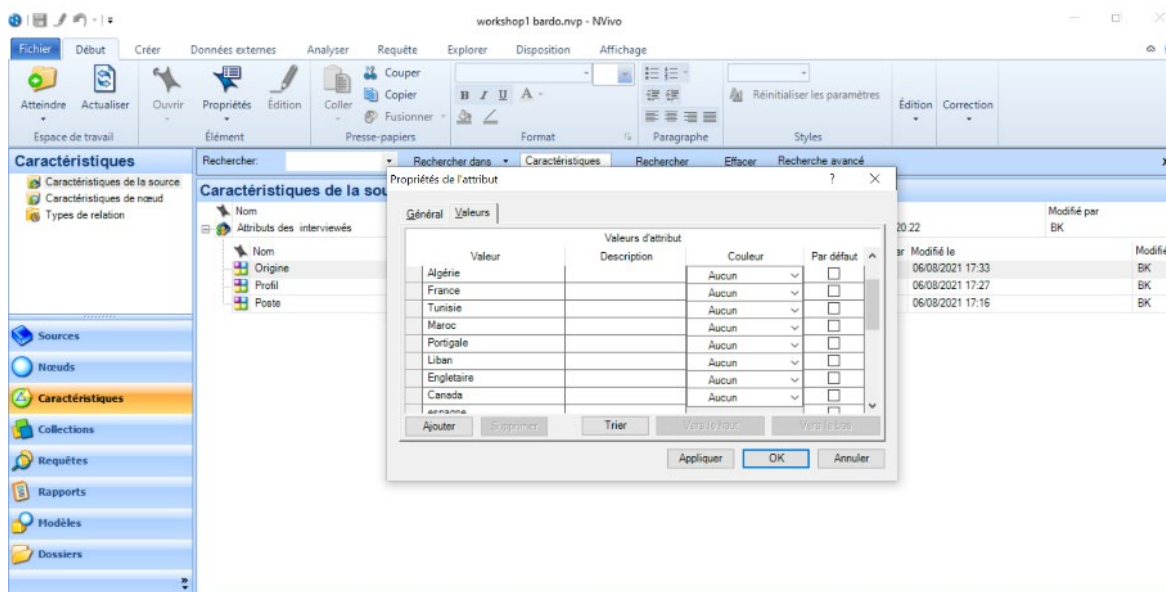 workshop1 bardo.nvp - NVivo
Fichier Début Créer Données externes Analyser Requête Explorer Disposition Affichage
Atteindre Actualiser Ouvrir Propriétés Édition Coller Couper
Copier
Fusionner
B I U A
Réinitialiser les paramètres
Édition Correction
Espace de travail Élément Presse-papiers Format Paragraphe Styles
Caractéristiques
Caractéristiques de la source
Caractéristiques de nœud
Types de relation
Sources
Nœuds
Caractéristiques
Collections
Requêtes
Rapports
Modèles
Dossiers
Rechercher: Rechercher dans Caractéristiques Rechercher Effacer Recherche avancé
Caractéristiques de la sou
Nom Modifié par
Attributs des interviewés 20:22 BK
Nom ar Modifié le Modifié
Origine 06/08/2021 17:33 BK
Profil 06/08/2021 17:27 BK
Poste 06/08/2021 17:16 BK
Propriétés de l'attribut ?
Général Valeurs
Valeurs d'attribut
Valeur Description Couleur Par défaut
Algérie Aucun
France Aucun
Tunisie Aucun
Maroc Aucun
Portigale Aucun
Liban Aucun
Engletaire Aucun
Canada Aucun
espagne
Ajouter Supprimer Trier Vers le haut Vers le bas
Appliquer OK Annuler